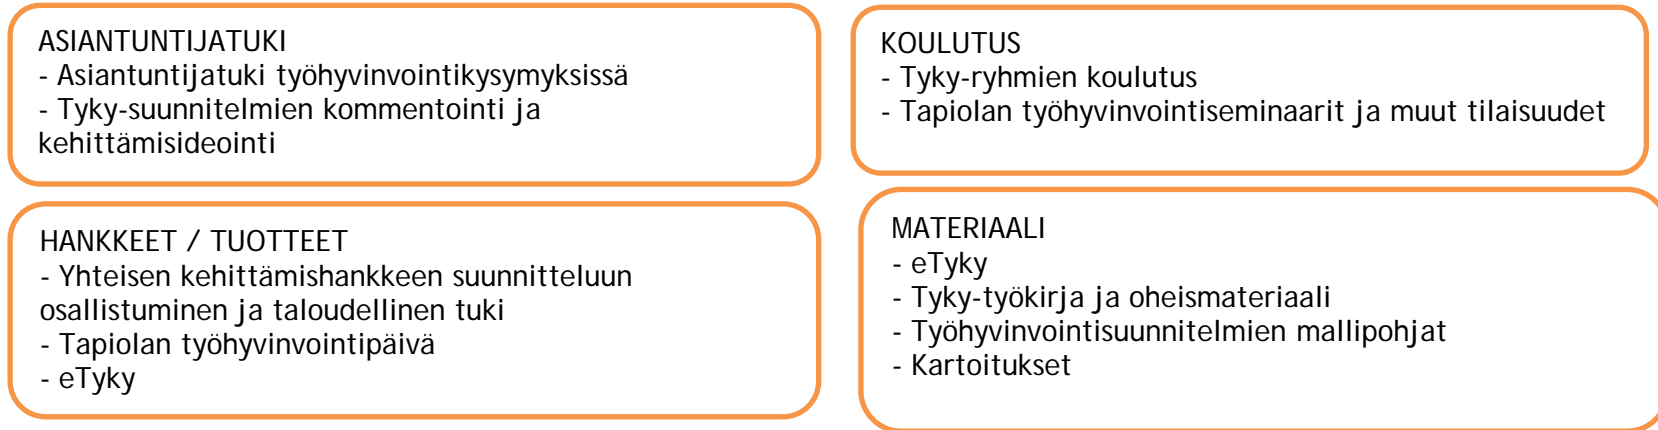 ASIANTUNTIJATUKI
- Asiantuntijatuki työhyvinvointikysymyksissä
- Tyky-suunnitelmien kommentointi ja
kehittämisideointi
KOULUTUS
- Tyky-ryhmien koulutus
- Tapiolan työhyvinvointiseminaarit ja muut tilaisuudet
HANKKEET / TUOTTEET
- Yhteisen kehittämishankkeen suunnitteluun
osallistuminen ja taloudellinen tuki
- Tapiolan työhyvinvointipäivä
- eTyky
MATERIAALI
- eTyky
- Tyky-työkirja ja oheismateriaali
- Työhyvinvointisuunnitelmien mallipohjat
- Kartoitukset